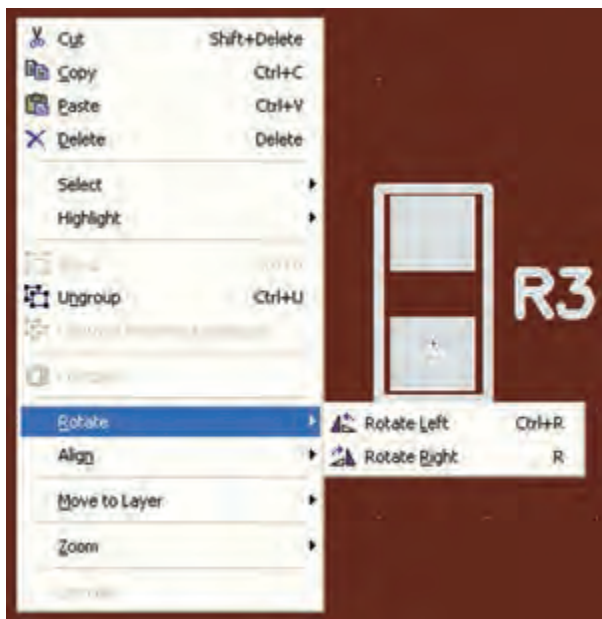 Cut Shift+Delete
Copy Ctrl+C
Paste Ctrl+V
Delete Delete
Select
Highlight
Ungroup Ctrl+U
Rotate
Rotate Left Ctrl+R
Rotate Right R
Align
Move to Layer
Zoom
R3